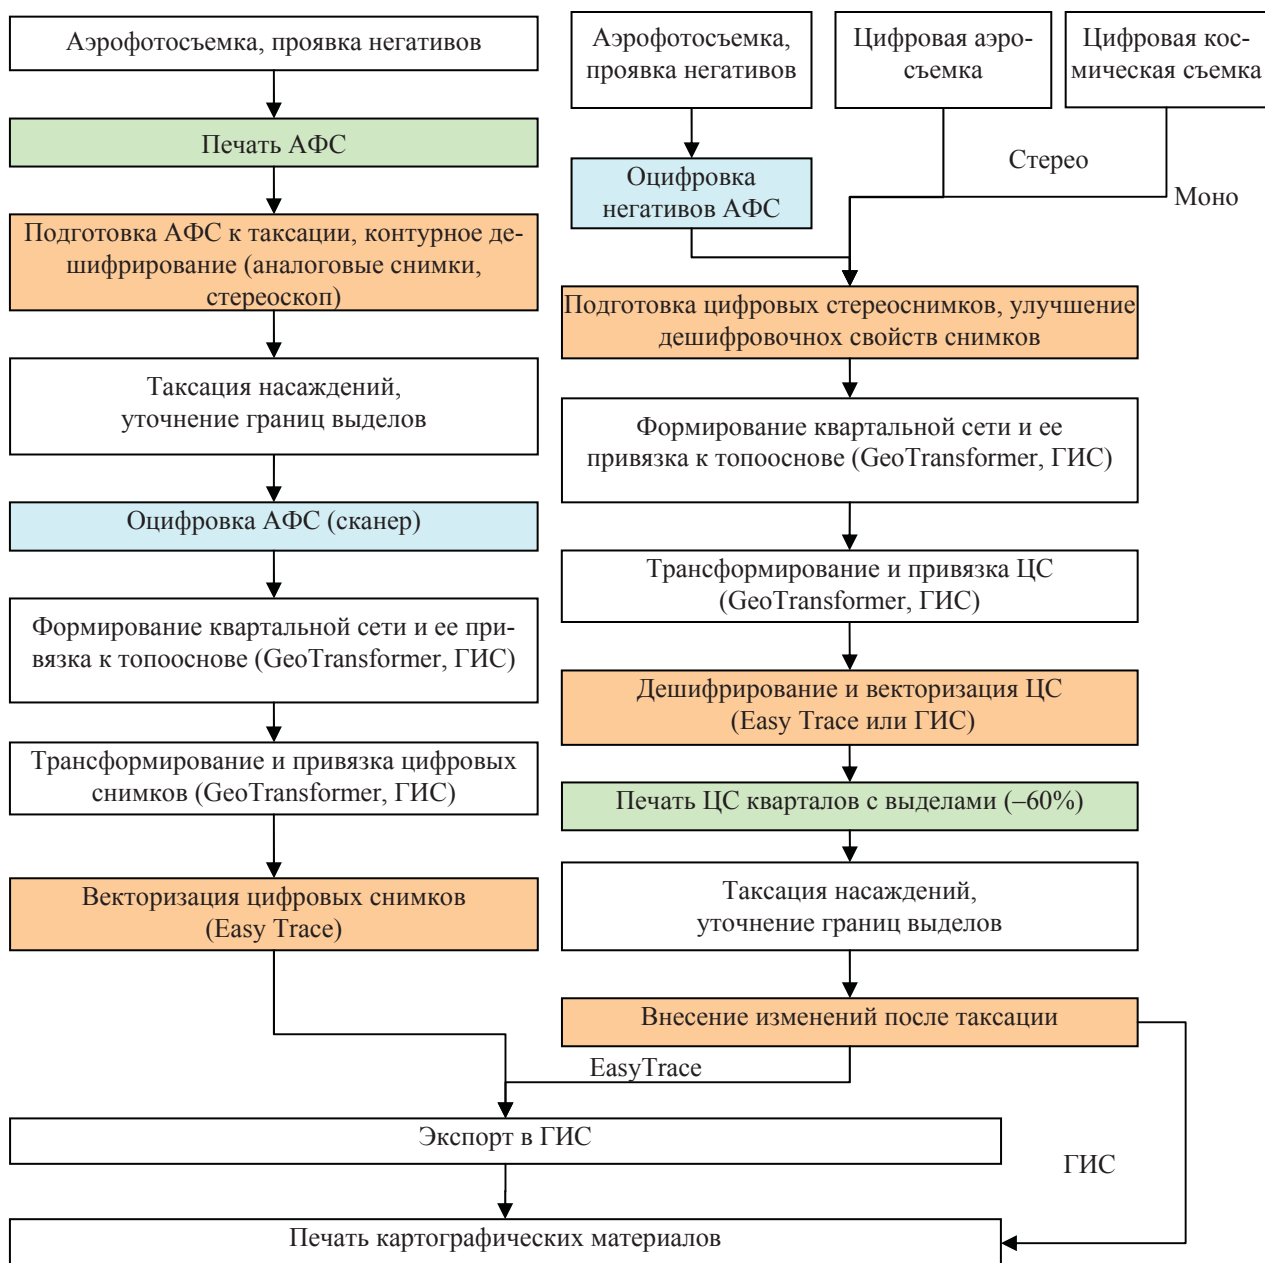 Аэрофотосъемка, проявка негативов
Печать АФС
Подготовка АФС к таксации, контурное де-
шифрирование (аналоговые снимки,
стереоскоп)
Таксация насаждений,
уточнение границ выделов
Оцифровка АФС (сканер)
Формирование квартальной сети и ее при-
вязка к топооснове (GeoTransformer, ГИС)
Трансформирование и привязка цифровых
снимков (GeoTransformer, ГИС)
Векторизация цифровых снимков
(Easy Trace)
Аэрофотосъемка,
проявка негативов
Цифровая аэро-
съемка
Цифровая кос-
мическая съемка
Стерео
Моно
Оцифровка
негативов АФС
Подготовка цифровых стереоснимков, улучшение
дешифровочнох свойств снимков
Формирование квартальной сети и ее
привязка к топооснове (GeoTransformer, ГИС)
Трансформирование и привязка ЦС
(GeoTransformer, ГИС)
Дешифрирование и векторизация ЦС
(Easy Trace или ГИС)
Печать ЦС кварталов с выделами (–60%)
Таксация насаждений,
уточнение границ выделов
Внесение изменений после таксации
EasyTrace
ГИС
Экспорт в ГИС
Печать картографических материалов